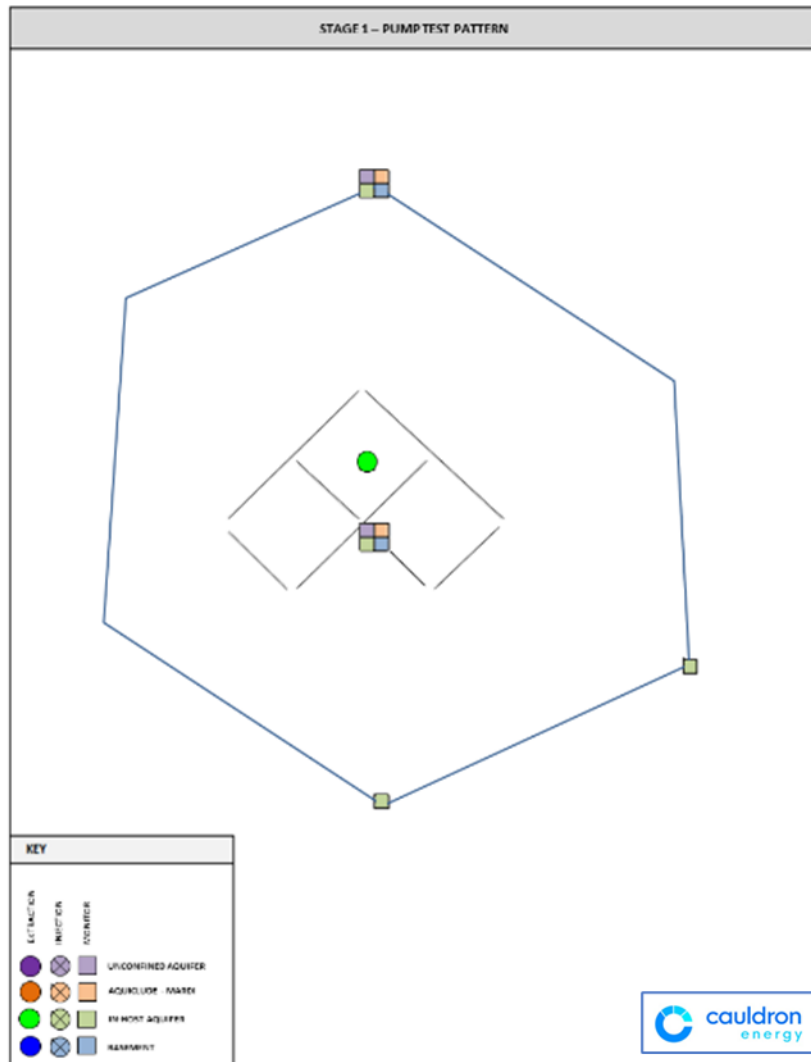 STAGE 1 – PUMP TEST PATTERN
KEY
EXTRACTION
INJECTION
MONITOR
UNCONFINED AQUIFER
AQUICLUDE - MARDI
IN HOST AQUIFER
BASEMENT
cauldron
energy